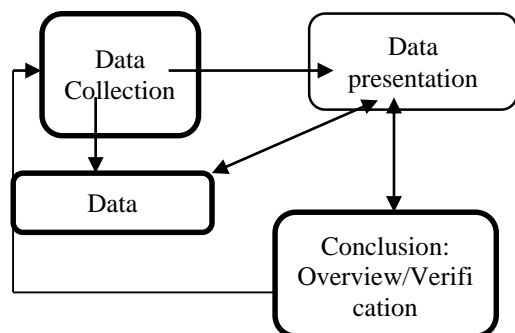 Data
Collection
Data
presentation
Data
Conclusion:
Overview/Verifi
cation